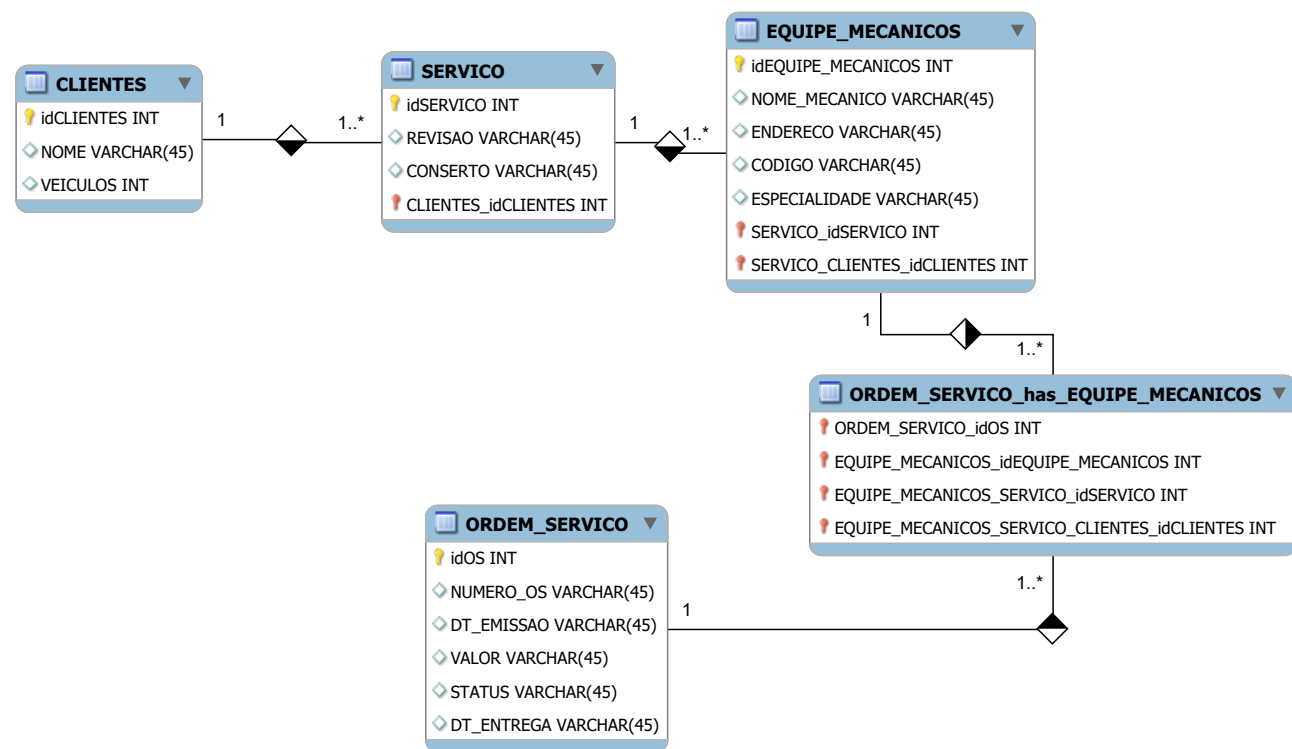 CLIENTES
idCLIENTES INT
NOME VARCHAR(45)
VEICULOS INT
1
1..*
SERVICO
idSERVICO INT
REVISAO VARCHAR(45)
CONSERTO VARCHAR(45)
CLIENTES_idCLIENTES INT
1
1..*
EQUIPE_MECANICOS
idEQUIPE_MECANICOS INT
NOME_MECANICO VARCHAR(45)
ENDERECO VARCHAR(45)
CODIGO VARCHAR(45)
ESPECIALIDADE VARCHAR(45)
SERVICO_idSERVICO INT
SERVICO_CLIENTES_idCLIENTES INT
1
1..*
ORDEM_SERVICO_has_EQUIPE_MECANICOS
ORDEM_SERVICO_idOS INT
EQUIPE_MECANICOS_idEQUIPE_MECANICOS INT
EQUIPE_MECANICOS_SERVICO_idSERVICO INT
EQUIPE_MECANICOS_SERVICO_CLIENTES_idCLIENTES INT
1..*
1
ORDEM_SERVICO
idOS INT
NUMERO_OS VARCHAR(45)
DT_EMISSAO VARCHAR(45)
VALOR VARCHAR(45)
STATUS VARCHAR(45)
DT_ENTREGA VARCHAR(45)